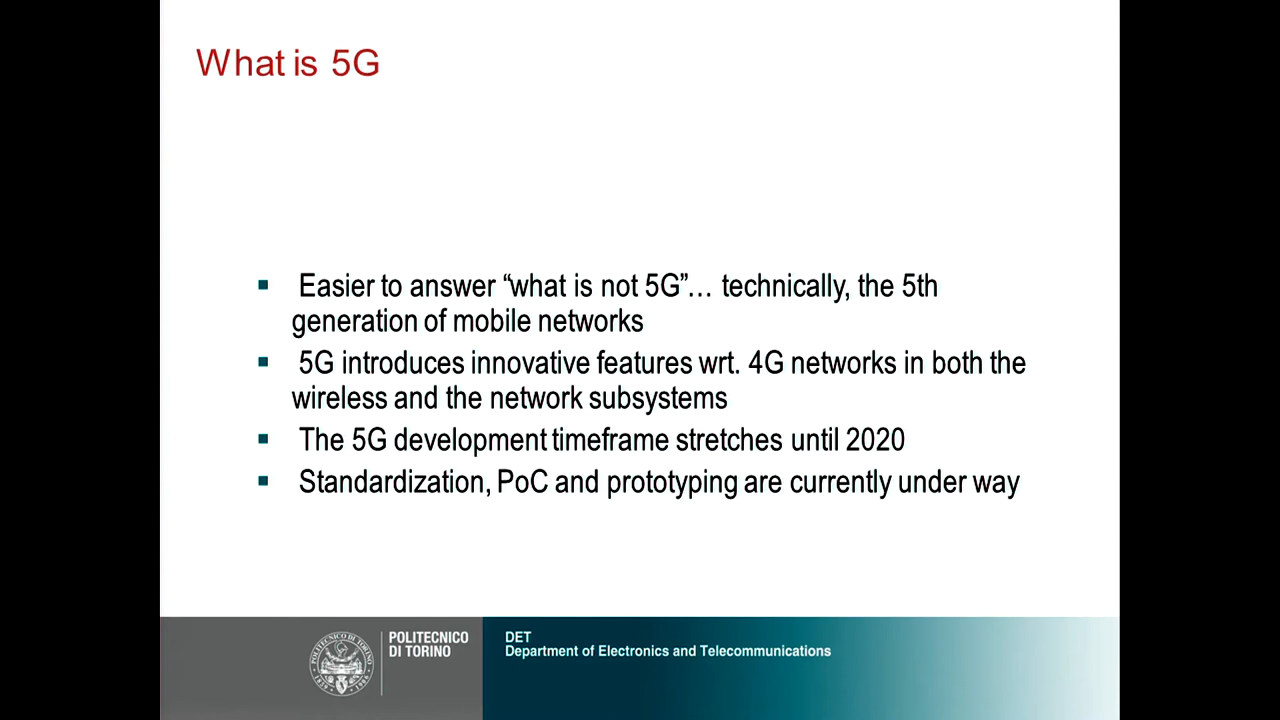 What is 5G
Easier to answer “what is not 5G”… technically, the 5th
generation of mobile networks
5G introduces innovative features wrt. 4G networks in both the
wireless and the network subsystems
The 5G development timeframe stretches until 2020
Standardization, PoC and prototyping are currently under way
POLITECNICO
DI TORINO
DET
Department of Electronics and Telecommunications